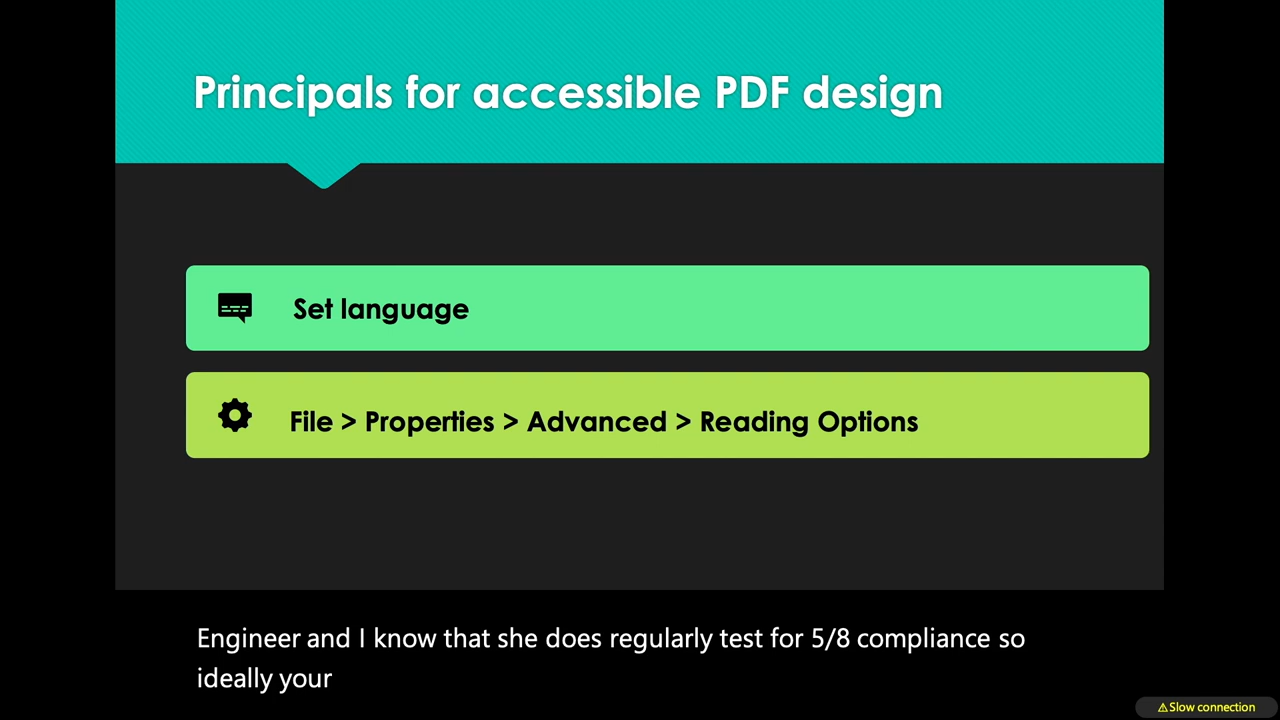 Principals for accessible PDF design
Set language
File > Properties > Advanced > Reading Options
Engineer and I know that she does regularly test for 5/8 compliance so
ideally your
⚠Slow connection